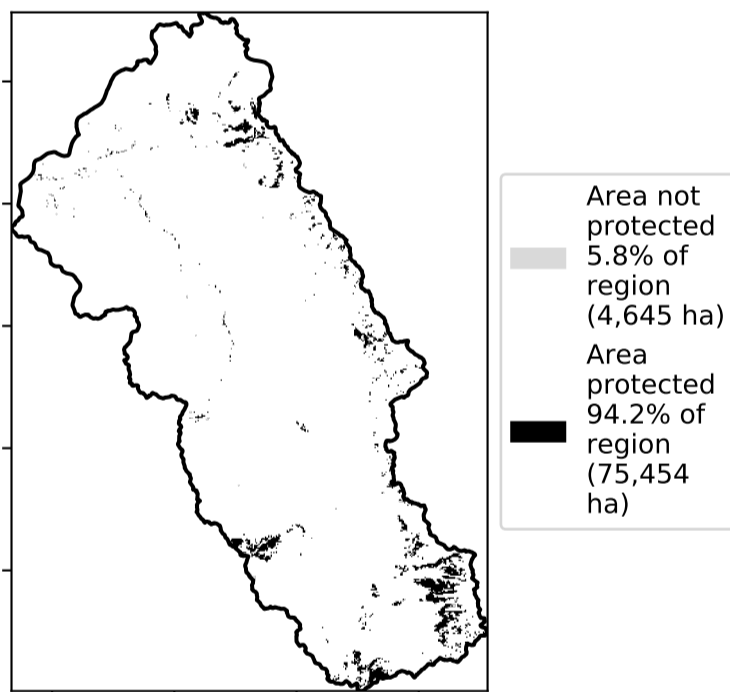 Area not
protected
5.8% of
region
(4,645 ha)
Area
protected
94.2% of
region
(75,454
ha)